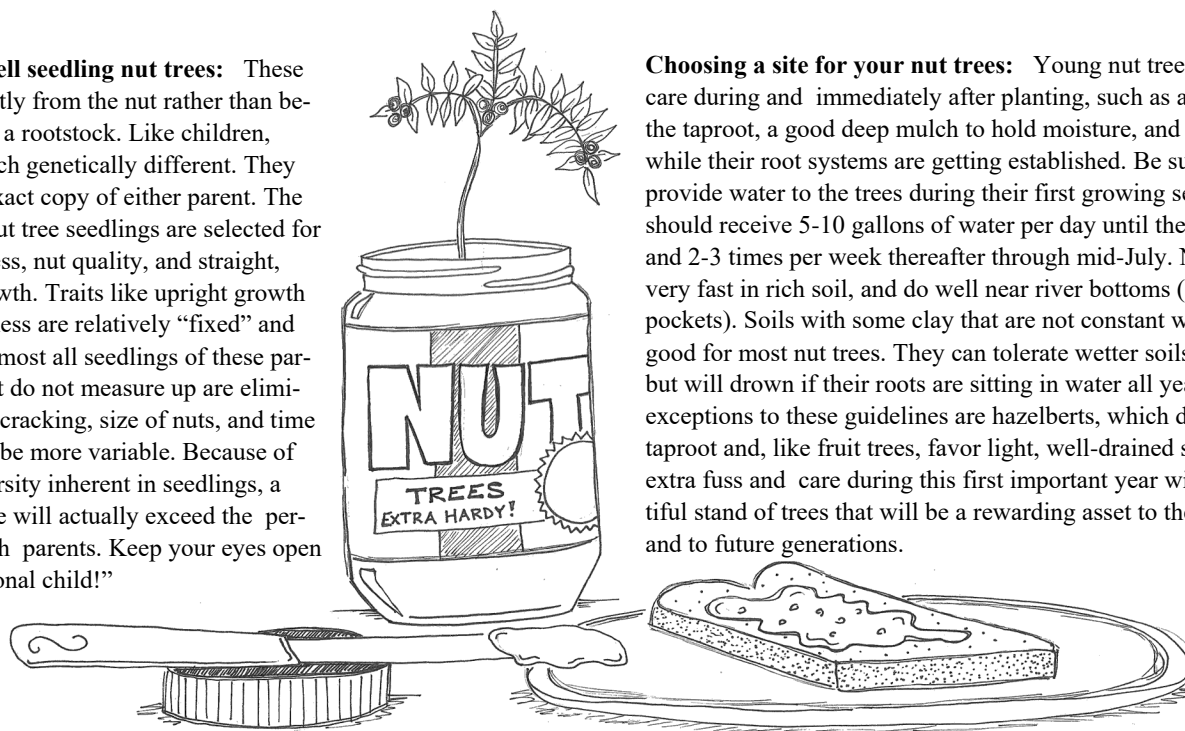 ell seedling nut trees: These
tly from the nut rather than be-
a rootstock. Like children,
ch genetically different. They
xact copy of either parent. The
ut tree seedlings are selected for
ess, nut quality, and straight,
wth. Traits like upright growth
ess are relatively “fixed” and
most all seedlings of these par-
t do not measure up are elimi-
cracking, size of nuts, and time
be more variable. Because of
rsity inherent in seedlings, a
e will actually exceed the per-
h parents. Keep your eyes open
onal child!”
NUT
TREES
EXTRA HARDY!
Choosing a site for your nut trees: Young nut tree
care during and immediately after planting, such as a
the taproot, a good deep mulch to hold moisture, and
while their root systems are getting established. Be su
provide water to the trees during their first growing se
should receive 5-10 gallons of water per day until the
and 2-3 times per week thereafter through mid-July. N
very fast in rich soil, and do well near river bottoms (
pockets). Soils with some clay that are not constant w
good for most nut trees. They can tolerate wetter soils
but will drown if their roots are sitting in water all yea
exceptions to these guidelines are hazelberts, which d
taproot and, like fruit trees, favor light, well-drained s
extra fuss and care during this first important year wi
tiful stand of trees that will be a rewarding asset to the
and to future generations.